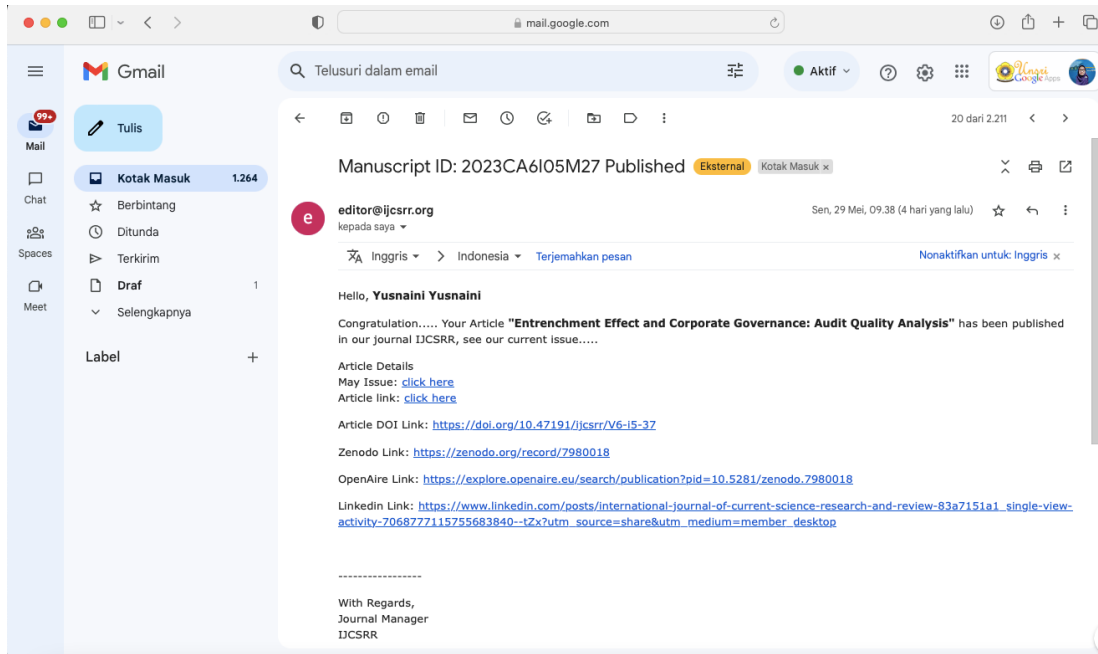 mail.google.com
Gmail
Telusuri dalam email
Aktif
Unsri
Google Apps
99+
Mail
Chat
Spaces
Meet
Tulis
Kotak Masuk 1.264
Berbintang
Ditunda
Terkirim
Draf 1
Selengkapnya
Label
20 dari 2.211
Manuscript ID: 2023CA6I05M27 Published Eksternal Kotak Masuk x
e
editor@ijcsrr.org Sen, 29 Mei, 09.38 (4 hari yang lalu)
kepada saya
Inggris > Indonesia Terjemahkan pesan Nonaktifkan untuk: Inggris x
Hello, Yusnaini Yusnaini
Congratulation..... Your Article "Entrenchment Effect and Corporate Governance: Audit Quality Analysis" has been published
in our journal IJCSRR, see our current issue.....
Article Details
May Issue: click here
Article link: click here
Article DOI Link: https://doi.org/10.47191/ijcsrr/V6-i5-37
Zenodo Link: https://zenodo.org/record/7980018
OpenAire Link: https://explore.openaire.eu/search/publication?pid=10.5281/zenodo.7980018
Linkedin Link: https://www.linkedin.com/posts/international-journal-of-current-science-research-and-review-83a7151a1_single-view-
activity-7068777115755683840--tZx?utm_source=share&utm_medium=member_desktop
-----------------
With Regards,
Journal Manager
IJCSRR